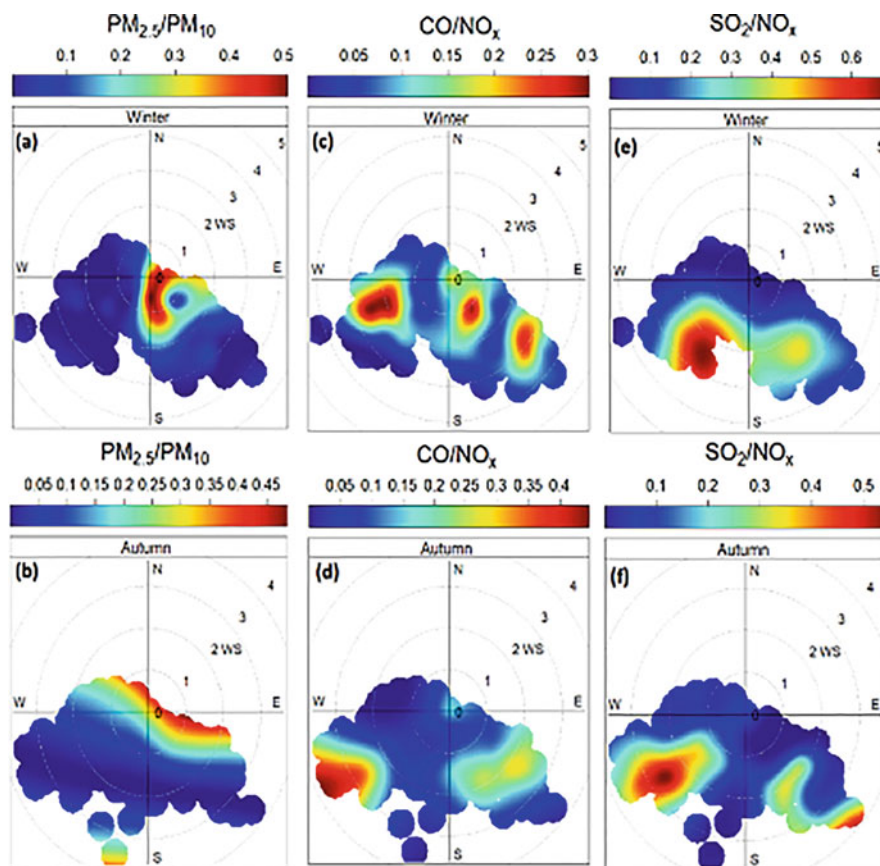 PM2.5/PM10
0.1 0.2 0.3 0.4 0.5
Winter
(a)
N
5
4
3
2 WS
1
0
W
E
S
CO/NOx
0.05 0.1 0.15 0.2 0.25 0.3
Winter
(c)
N
5
4
3
2 WS
1
0
W
E
S
SO2/NOx
0.1 0.2 0.3 0.4 0.5 0.6
Winter
(e)
N
5
4
3
2 WS
1
0
W
E
S
PM2.5/PM10
0.05 0.1 0.15 0.2 0.25 0.3 0.35 0.4 0.45
Autumn
(b)
N
4
3
2 WS
1
0
W
E
S
CO/NOx
0.05 0.1 0.15 0.2 0.25 0.3 0.35 0.4
Autumn
(d)
N
4
3
2 WS
1
0
W
E
S
SO2/NOx
0.1 0.2 0.3 0.4 0.5
Autumn
(f)
N
4
3
2 WS
1
0
W
E
S